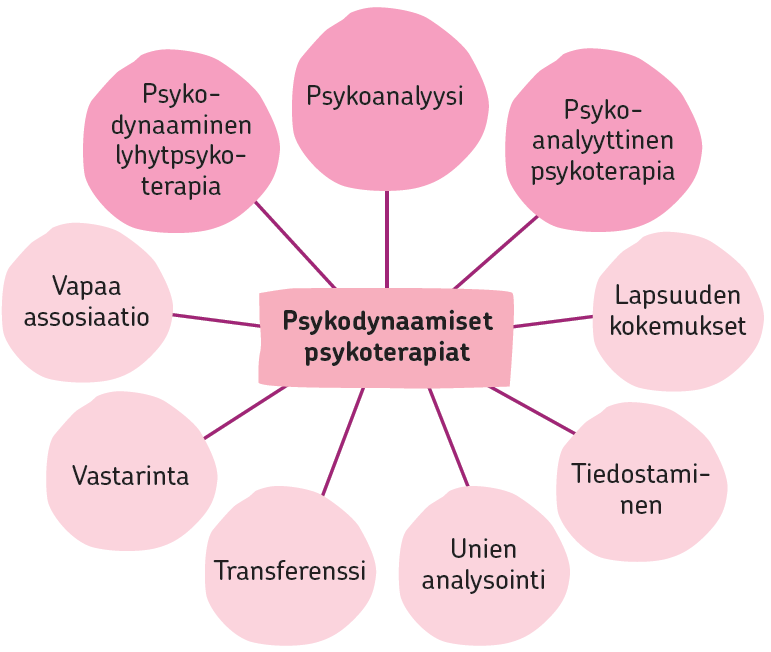 Psyko-
dynaaminen
lyhytpsyko-
terapia
Psykoanalyysi
Psyko-
analyyttinen
psykoterapia
Vapaa
assosiaatio
Psykodynaamiset
psykoterapiat
Lapsuuden
kokemukset
Vastarinta
Tiedostami-
nen
Transferenssi
Unien
analysointi